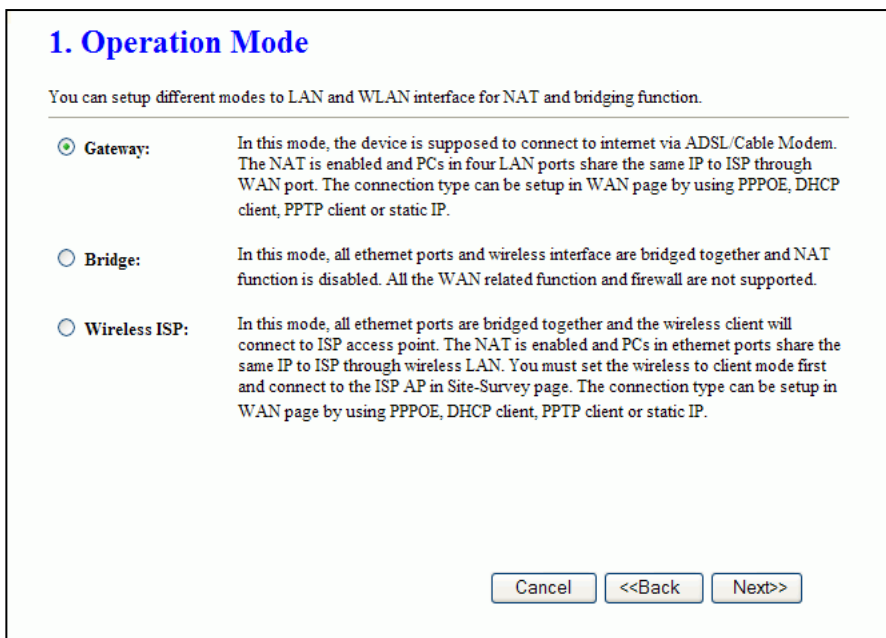 1. Operation Mode
You can setup different modes to LAN and WLAN interface for NAT and bridging function.
Gateway:
In this mode, the device is supposed to connect to internet via ADSL/Cable Modem.
The NAT is enabled and PCs in four LAN ports share the same IP to ISP through
WAN port. The connection type can be setup in WAN page by using PPPOE, DHCP
client, PPTP client or static IP.
Bridge:
In this mode, all ethernet ports and wireless interface are bridged together and NAT
function is disabled. All the WAN related function and firewall are not supported.
Wireless ISP:
In this mode, all ethernet ports are bridged together and the wireless client will
connect to ISP access point. The NAT is enabled and PCs in ethernet ports share the
same IP to ISP through wireless LAN. You must set the wireless to client mode first
and connect to the ISP AP in Site-Survey page. The connection type can be setup in
WAN page by using PPPOE, DHCP client, PPTP client or static IP.
Cancel <<Back Next>>